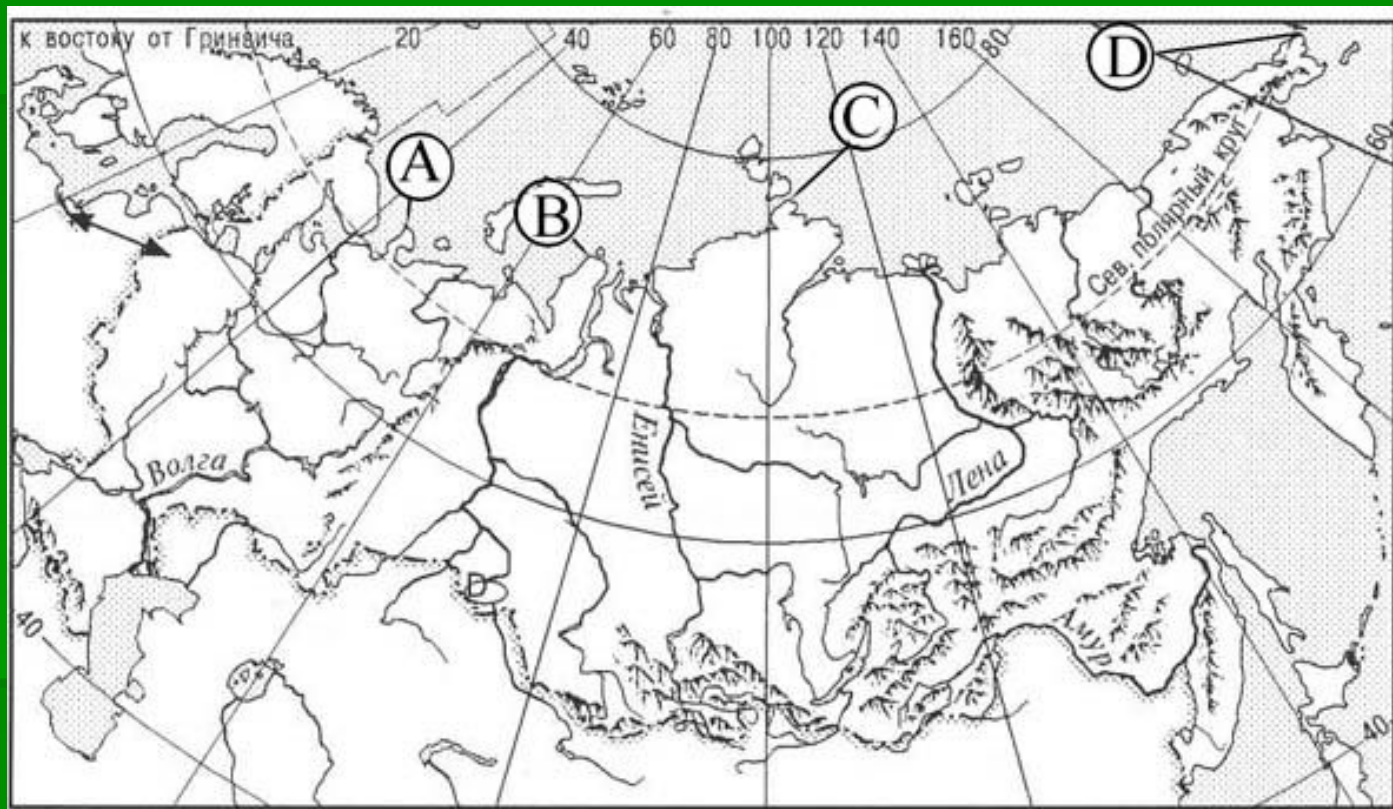 к востоку от Гринвича 20 40 60 80 100 120 140 160 80
D
C
A
B
60
Сев. полярный круг
Волга
Енисей
Лена
D
Амур
40
40